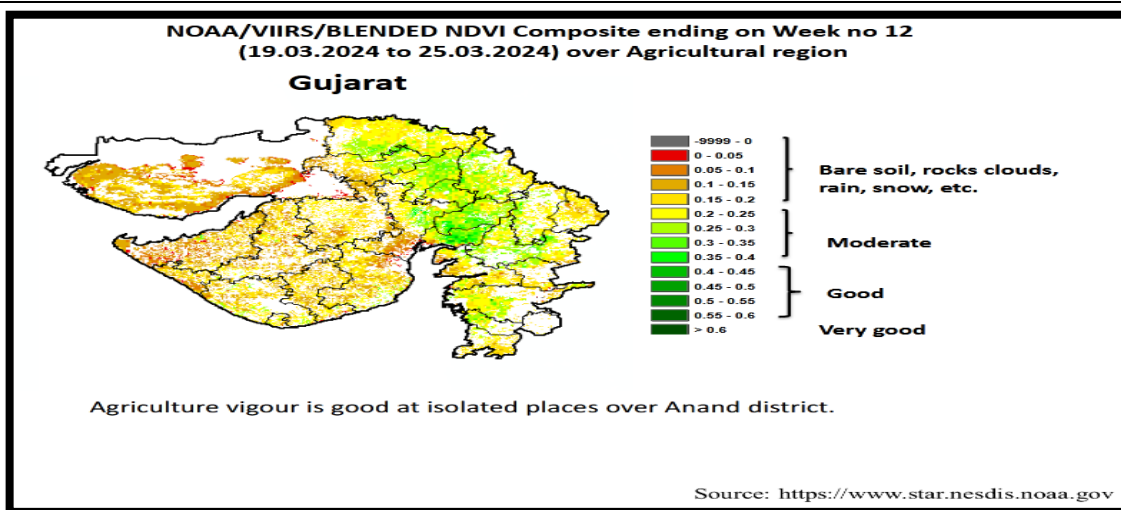 NOAA/VIIRS/BLENDED NDVI Composite ending on Week no 12
(19.03.2024 to 25.03.2024) over Agricultural region
Gujarat
-9999 - 0
0 - 0.05
0.05 - 0.1
0.1 - 0.15
0.15 - 0.2
0.2 - 0.25
0.25 - 0.3
0.3 - 0.35
0.35 - 0.4
0.4 - 0.45
0.45 - 0.5
0.5 - 0.55
0.55 - 0.6
> 0.6
Bare soil, rocks clouds,
rain, snow, etc.
Moderate
Good
Very good
Agriculture vigour is good at isolated places over Anand district.
Source: https://www.star.nesdis.noaa.gov